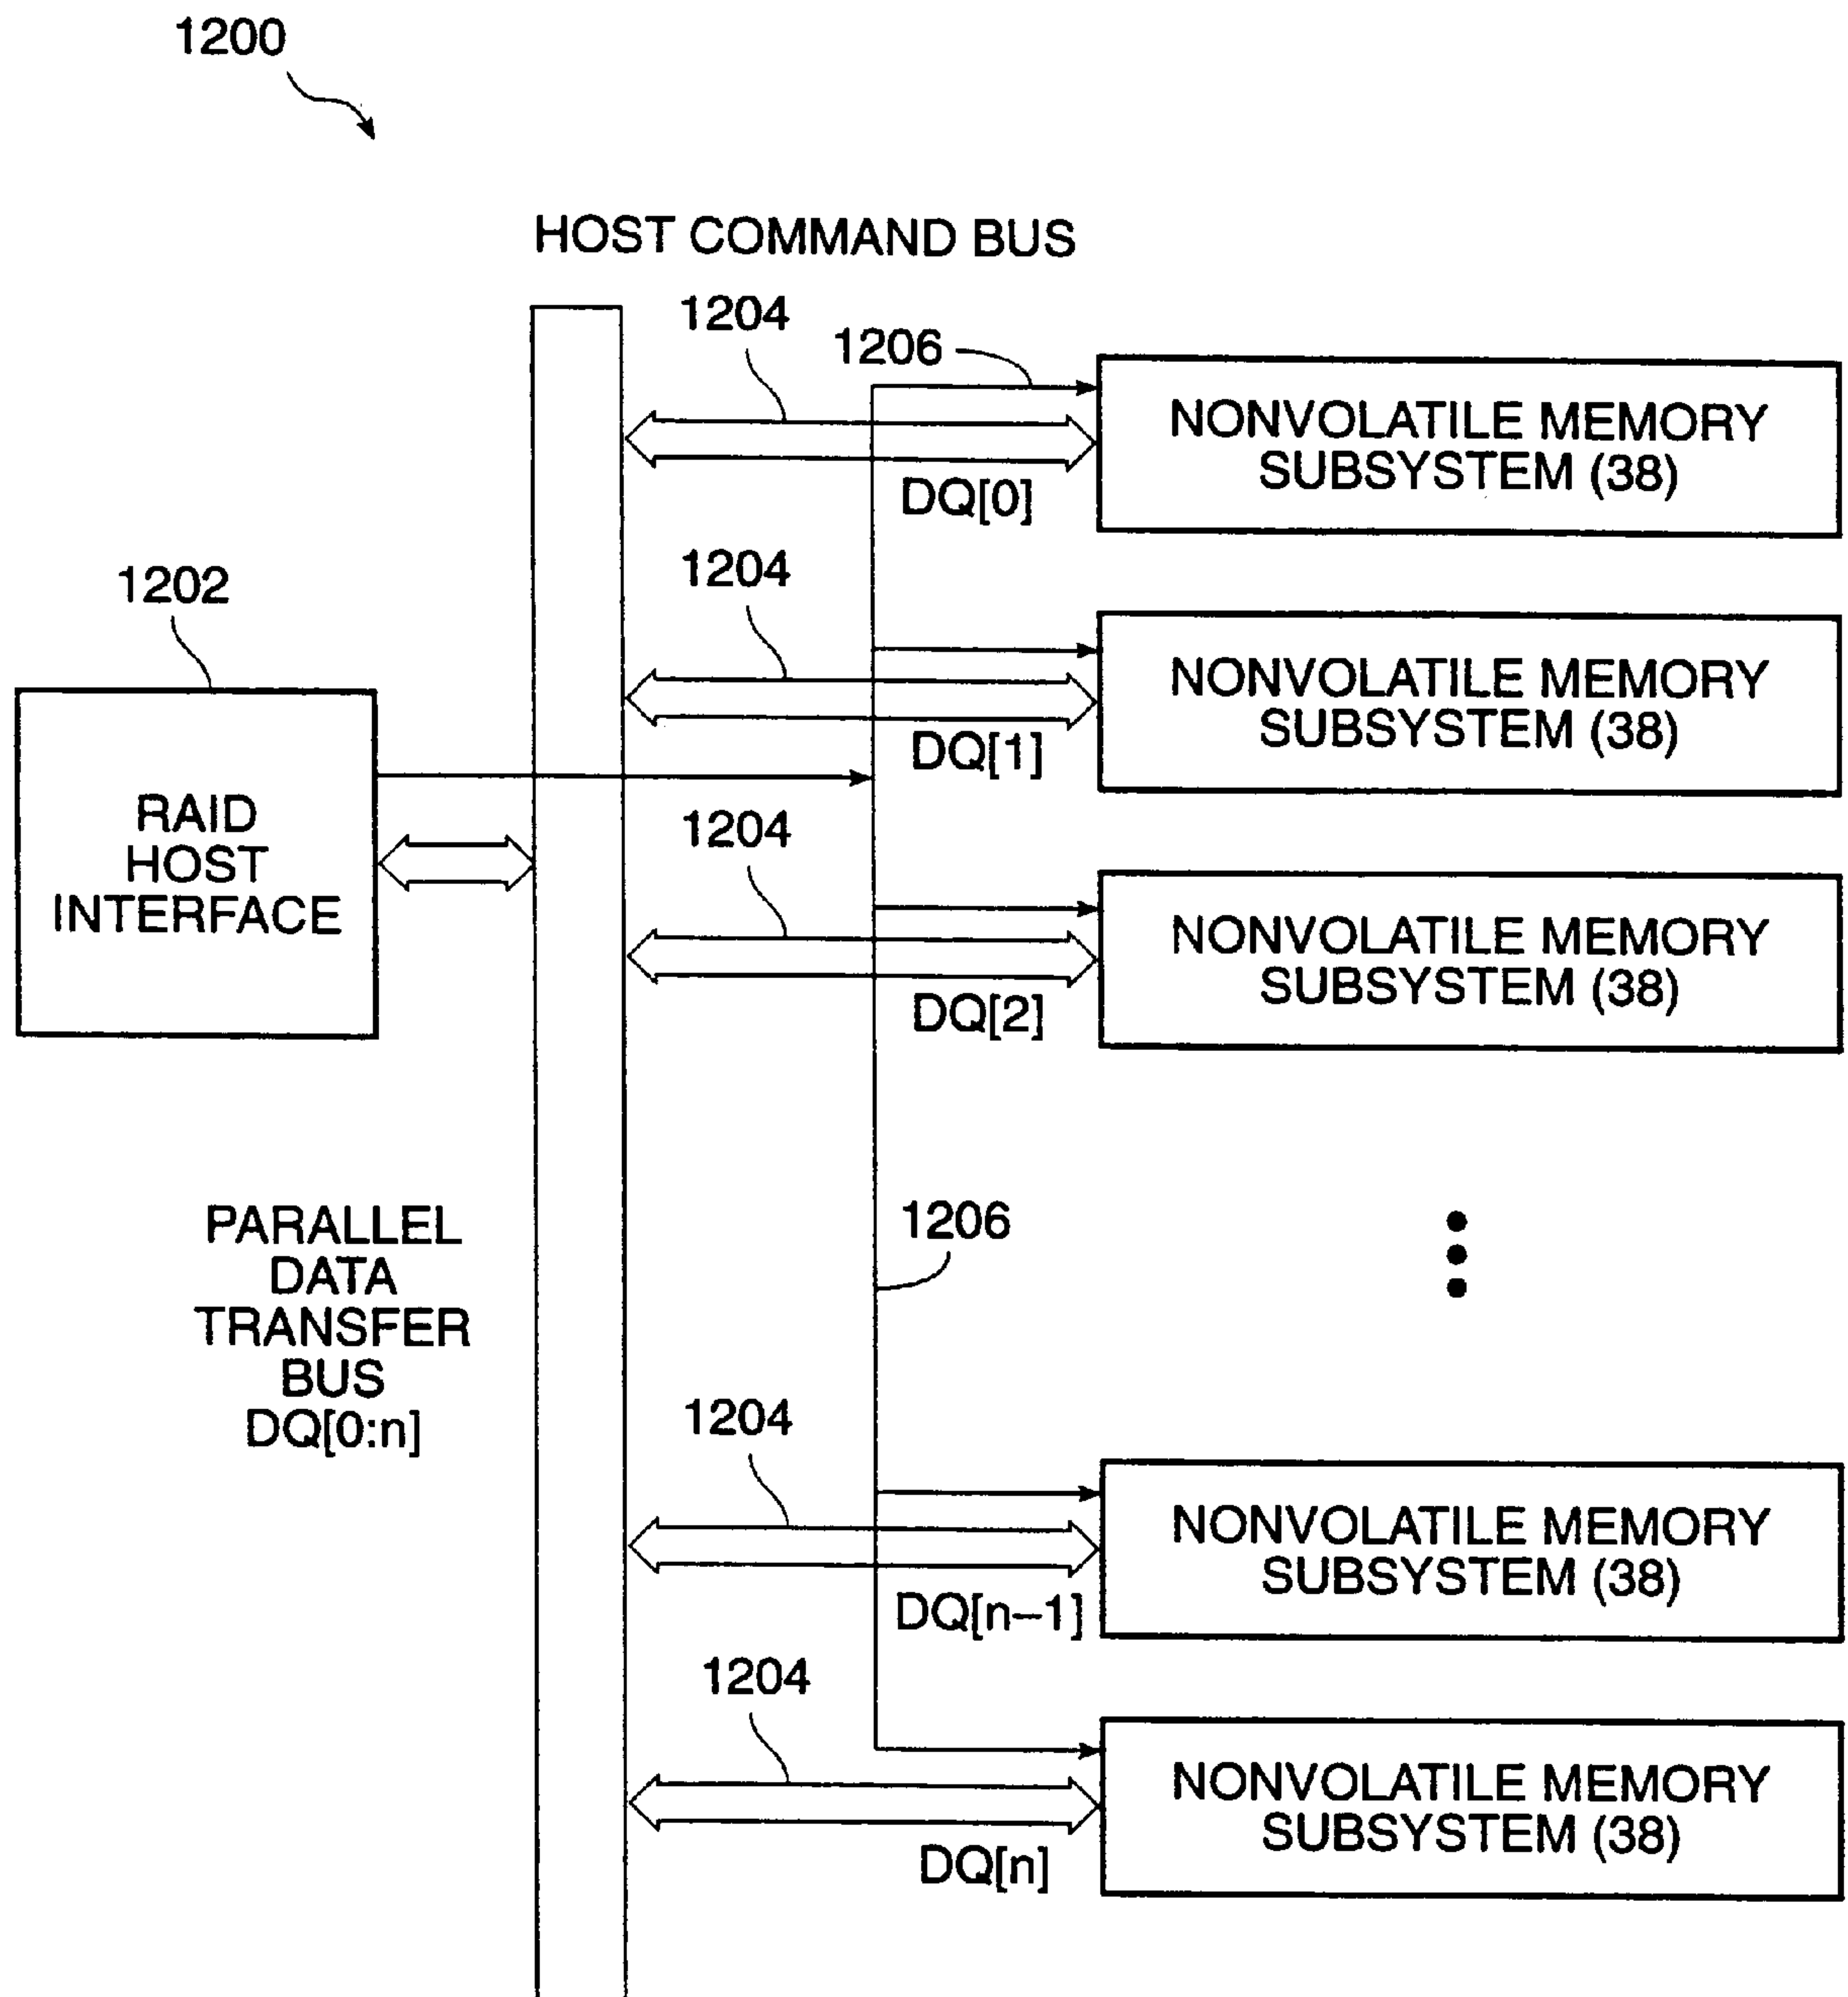 1200
HOST COMMAND BUS
1204
1206
NONVOLATILE MEMORY
SUBSYSTEM (38)
DQ[0]
1202
1204
NONVOLATILE MEMORY
SUBSYSTEM (38)
DQ[1]
RAID
HOST
INTERFACE
1204
NONVOLATILE MEMORY
SUBSYSTEM (38)
DQ[2]
PARALLEL
DATA
TRANSFER
BUS
DQ[0:n]
1206
1204
NONVOLATILE MEMORY
SUBSYSTEM (38)
DQ[n–1]
1204
NONVOLATILE MEMORY
SUBSYSTEM (38)
DQ[n]